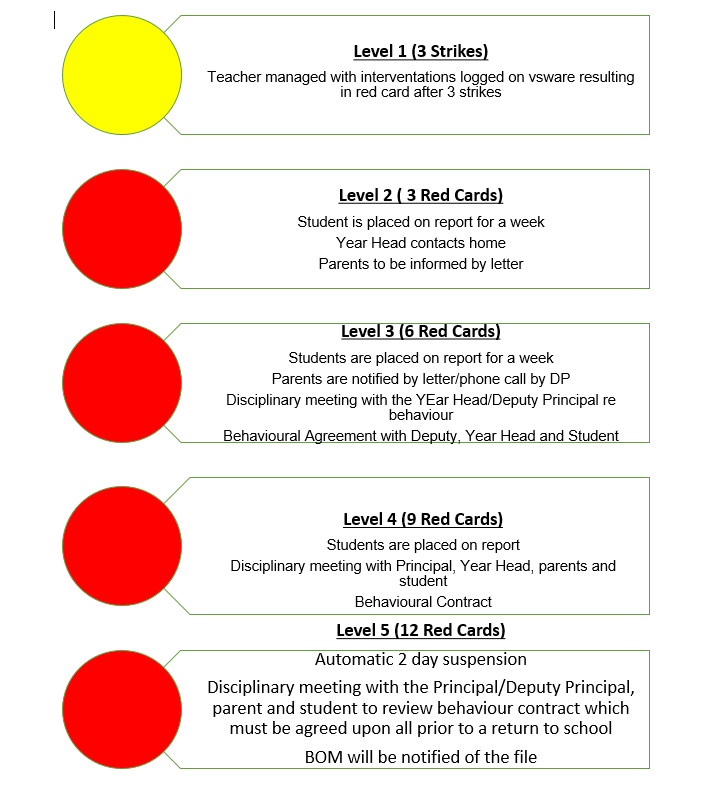 Level 1 (3 Strikes)
Teacher managed with interventions logged on vsware resulting
in red card after 3 strikes
Level 2 ( 3 Red Cards)
Student is placed on report for a week
Year Head contacts home
Parents to be informed by letter
Level 3 (6 Red Cards)
Students are placed on report for a week
Parents are notified by letter/phone call by DP
Disciplinary meeting with the YEar Head/Deputy Principal re
behaviour
Behavioural Agreement with Deputy, Year Head and Student
Level 4 (9 Red Cards)
Students are placed on report
Disciplinary meeting with Principal, Year Head, parents and
student
Behavioural Contract
Level 5 (12 Red Cards)
Automatic 2 day suspension
Disciplinary meeting with the Principal/Deputy Principal,
parent and student to review behaviour contract which
must be agreed upon all prior to a return to school
BOM will be notified of the file